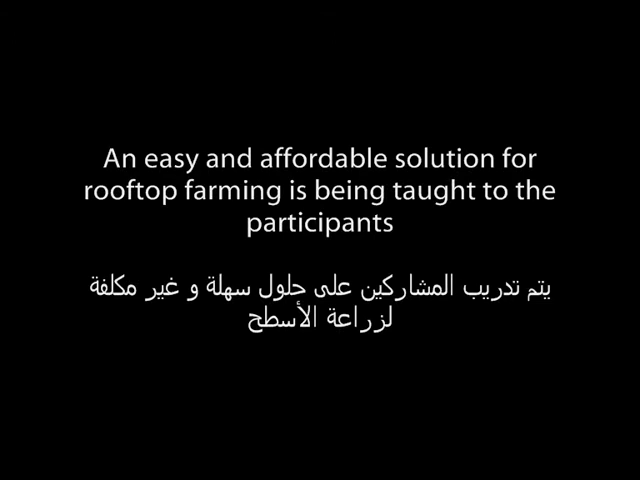 An easy and affordable solution for
rooftop farming is being taught to the
participants
يتم تدريب المشاركين على حلول سهلة و غير مكلفة
لزراعة الأسطح